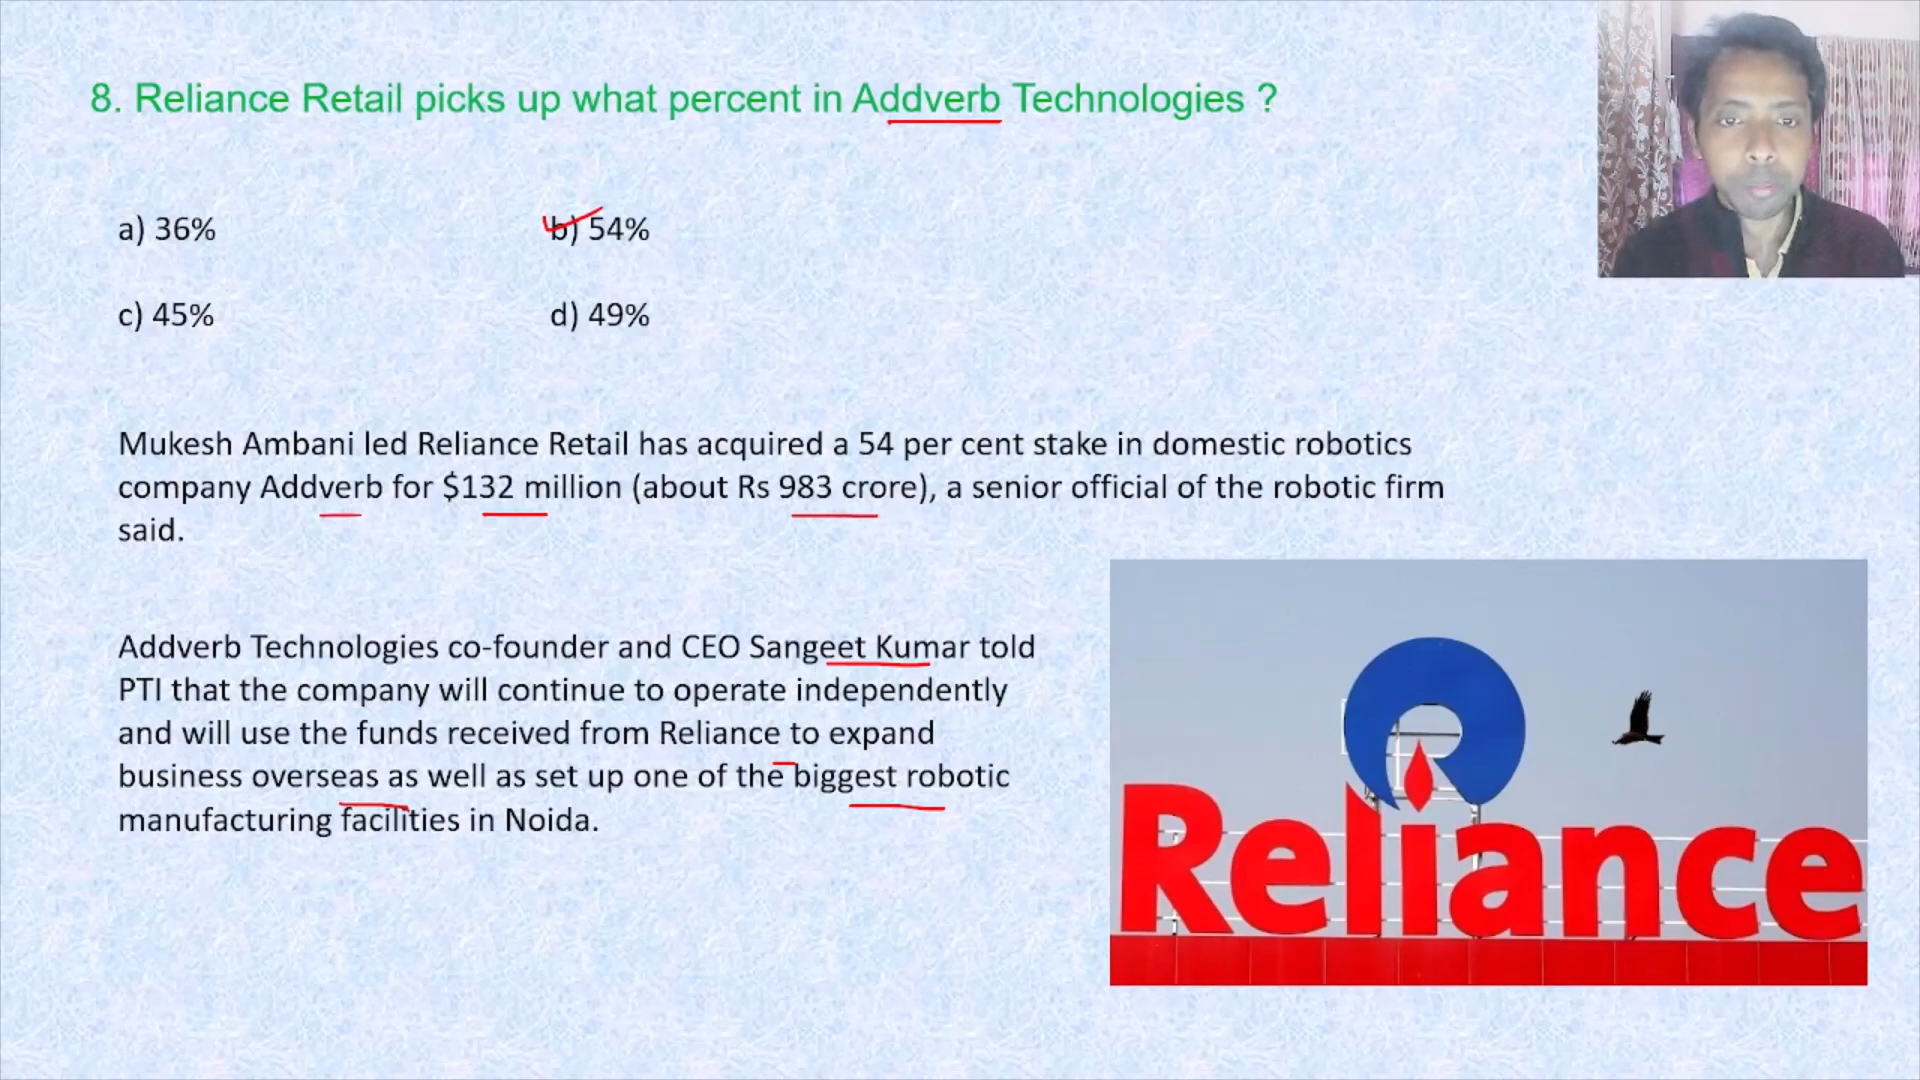 8. Reliance Retail picks up what percent in Addverb Technologies ?
a) 36%
b) 54%
c) 45%
d) 49%
Mukesh Ambani led Reliance Retail has acquired a 54 per cent stake in domestic robotics
company Addverb for $132 million (about Rs 983 crore), a senior official of the robotic firm
said.
Addverb Technologies co-founder and CEO Sangeet Kumar told
PTI that the company will continue to operate independently
and will use the funds received from Reliance to expand
business overseas as well as set up one of the biggest robotic
manufacturing facilities in Noida.
Reliance